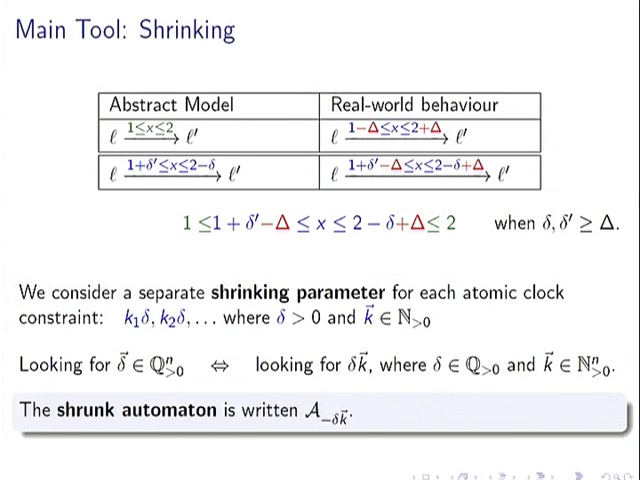 Main Tool: Shrinking
Abstract Model Real-world behaviour
ℓ 1≤x≤2 → ℓ′ ℓ 1−Δ≤x≤2+Δ → ℓ′
ℓ 1+δ′≤x≤2−δ → ℓ′ ℓ 1+δ′−Δ≤x≤2−δ+Δ → ℓ′
1 ≤1 + δ′−Δ ≤ x ≤ 2 − δ+Δ≤ 2 when δ, δ′ ≥ Δ.
We consider a separate shrinking parameter for each atomic clock
constraint: k₁δ, k₂δ, . . . where δ > 0 and k⃗ ∈ ℕ>0
Looking for δ⃗ ∈ ℚⁿ>0 ⇔ looking for δk⃗, where δ ∈ ℚ>0 and k⃗ ∈ ℕⁿ>0.
The shrunk automaton is written 𝒜−δk⃗.